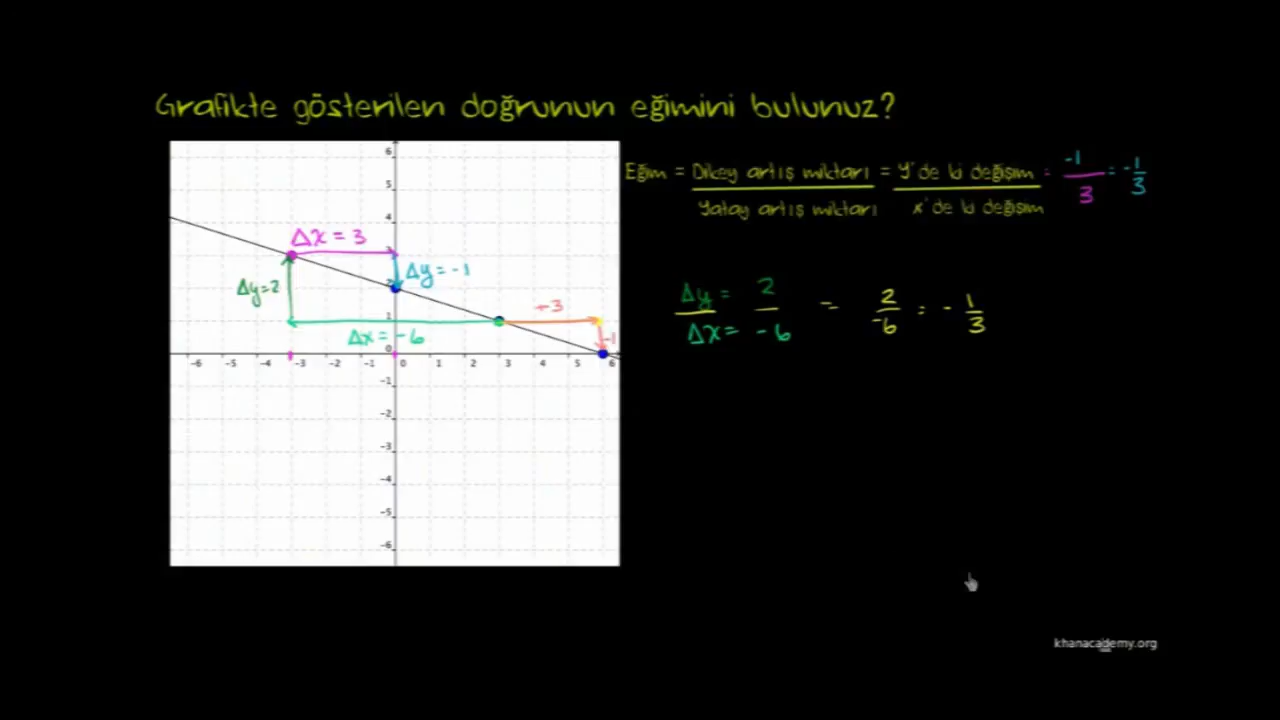 Grafikte gösterilen doğrunun eğimini bulunuz?
Eğim = Dikey artış miktarı = Y'de ki değişim = -1 = -1
Yatay artış miktarı x'de ki değişim 3 3
6
5
4
3
2
1
0
-1
-2
-3
-4
-5
-6
-6 -5 -4 -3 -2 -1 0 1 2 3 4 5 6
Δx = 3
Δy = -1
Δy=2
Δx = -6
+3
-1
Δy = 2 = 2 = - 1
Δx = -6 -6 3
khanacademy.org